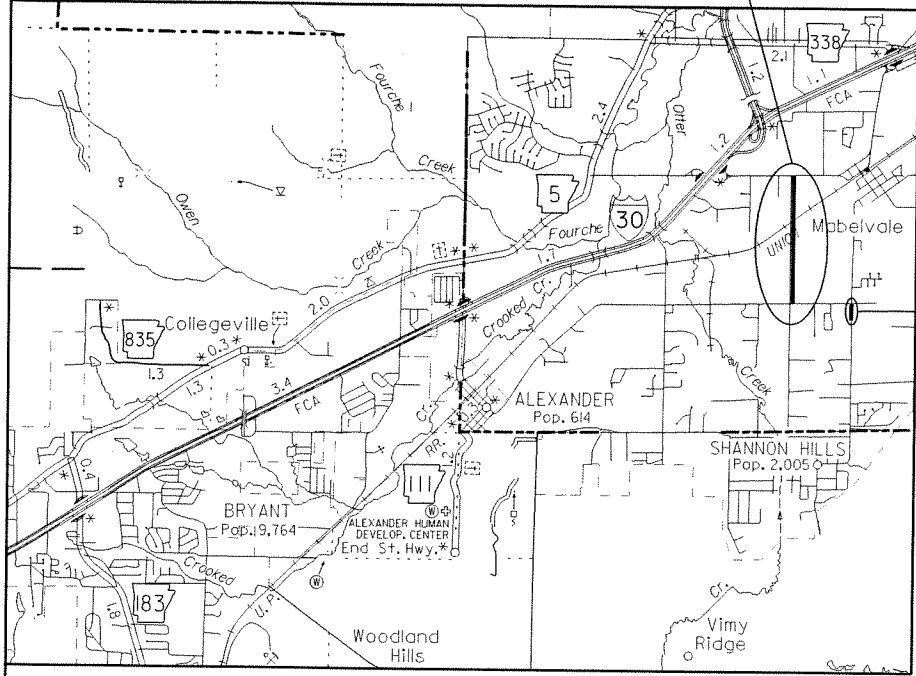 338
2.1
1.2
1.1
FCA
Fourche
Creek
Otter
2.4
1.2
5
30
Owen
Creek
Fourche
1.7
UNION
Mabelvale
Crooked Cr.
2.0
835
Collegeville
*0.3*
1.3
1.3
3.4
FCA
Creek
ALEXANDER
Pop. 614
Cr.
RR.
SHANNON HILLS
Pop. 2,005
0.4
111
BRYANT
Pop. 9,764
W
ALEXANDER HUMAN
DEVELOP. CENTER
End St. Hwy.*
Crooked
W
183
1.8
U.P.
Cr.
Woodland
Hills
Vimy
Ridge